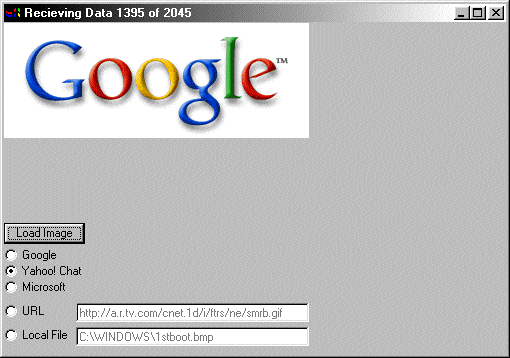 Recieving Data 1395 of 2045
Google™
Load Image
Google
Yahoo! Chat
Microsoft
URL http://a.r.tv.com/cnet.1d/i/ftrs/ne/smrb.gif
Local File C:\WINDOWS\1stboot.bmp